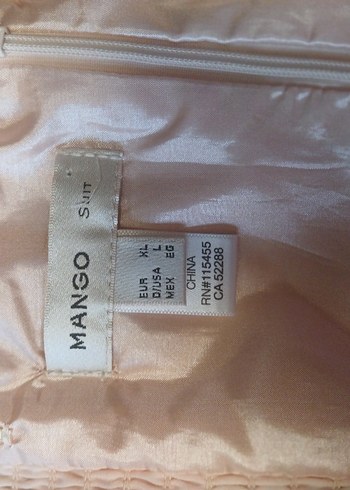 MANGO SUIT
EUR XL
D/USA L
MEX EG
CHINA
RN#115455
CA 52288